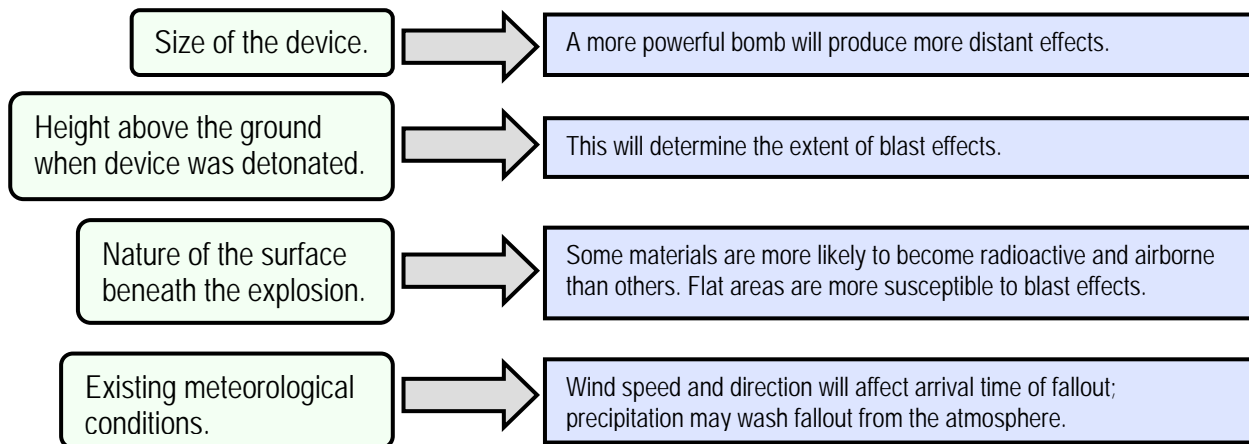 Size of the device.
A more powerful bomb will produce more distant effects.
Height above the ground
when device was detonated.
This will determine the extent of blast effects.
Nature of the surface
beneath the explosion.
Some materials are more likely to become radioactive and airborne
than others. Flat areas are more susceptible to blast effects.
Existing meteorological
conditions.
Wind speed and direction will affect arrival time of fallout;
precipitation may wash fallout from the atmosphere.